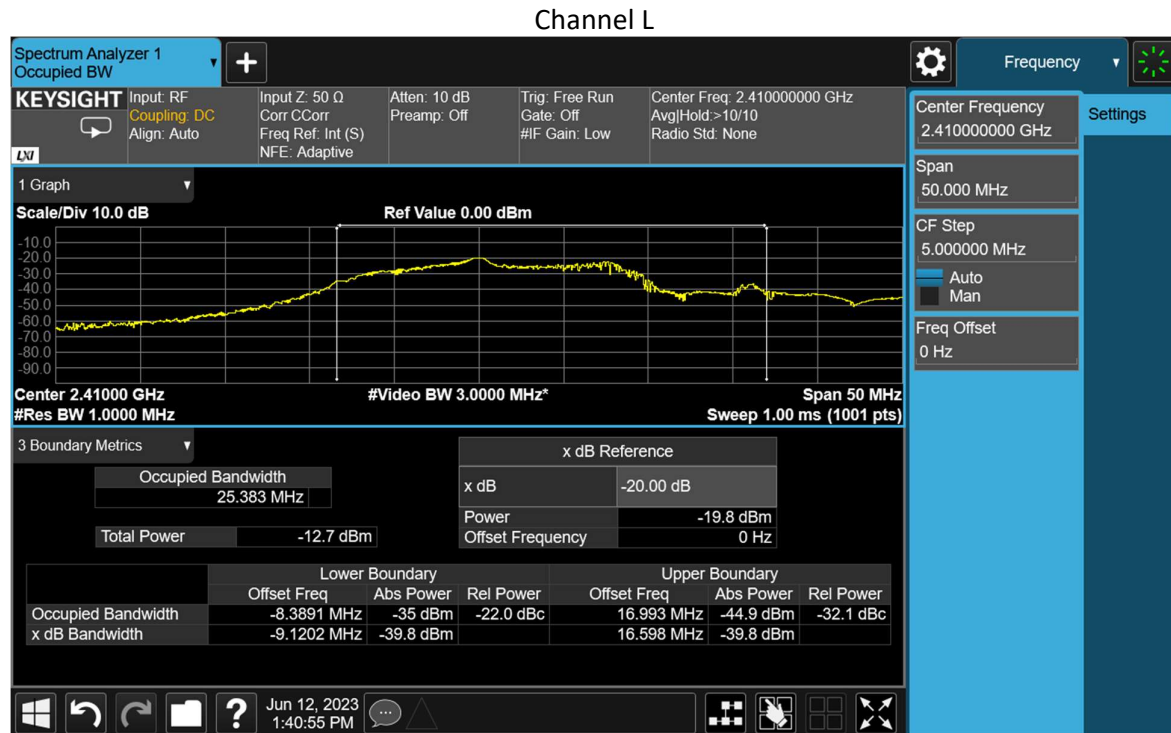 Channel L
Spectrum Analyzer 1
Occupied BW
Frequency
KEYSIGHT
LXI
Input: RF
Coupling: DC
Align: Auto
Input Z: 50 Ω
Corr CCorr
Freq Ref: Int (S)
NFE: Adaptive
Atten: 10 dB
Preamp: Off
Trig: Free Run
Gate: Off
#IF Gain: Low
Center Freq: 2.410000000 GHz
Avg|Hold:>10/10
Radio Std: None
Center Frequency
2.410000000 GHz
Settings
Span
50.000 MHz
CF Step
5.000000 MHz
Auto
Man
Freq Offset
0 Hz
1 Graph
Scale/Div 10.0 dB
Ref Value 0.00 dBm
-10.0
-20.0
-30.0
-40.0
-50.0
-60.0
-70.0
-80.0
-90.0
Center 2.41000 GHz
#Video BW 3.0000 MHz*
Span 50 MHz
#Res BW 1.0000 MHz
Sweep 1.00 ms (1001 pts)
3 Boundary Metrics
Occupied Bandwidth
25.383 MHz
Total Power -12.7 dBm
x dB Reference
x dB -20.00 dB
Power -19.8 dBm
Offset Frequency 0 Hz
Lower Boundary Upper Boundary
Offset Freq Abs Power Rel Power Offset Freq Abs Power Rel Power
Occupied Bandwidth -8.3891 MHz -35 dBm -22.0 dBc 16.993 MHz -44.9 dBm -32.1 dBc
x dB Bandwidth -9.1202 MHz -39.8 dBm 16.598 MHz -39.8 dBm
?
Jun 12, 2023
1:40:55 PM